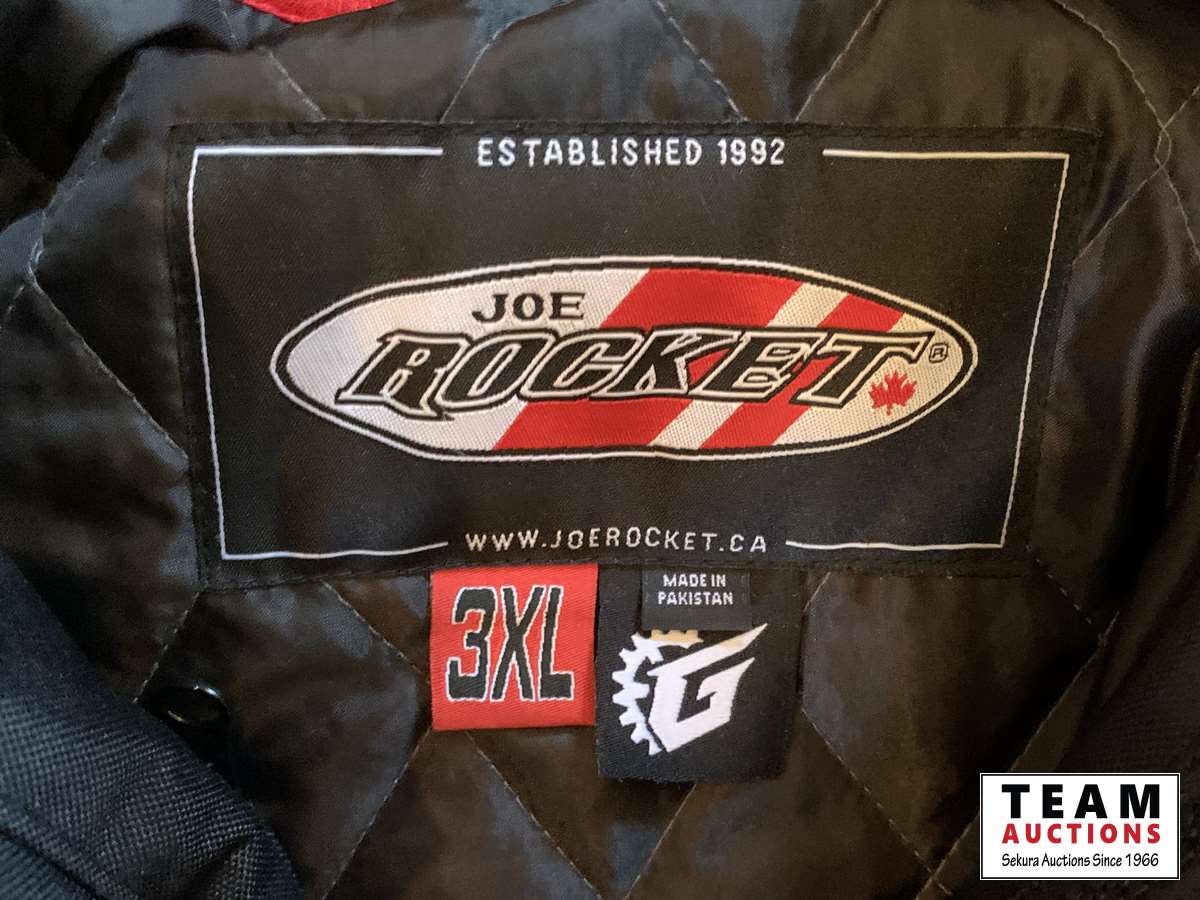 ESTABLISHED 1992
JOE
ROCKET®
WWW.JOEROCKET.CA
3XL
MADE IN
PAKISTAN
G
TEAM
AUCTIONS
Sekura Auctions Since 1966